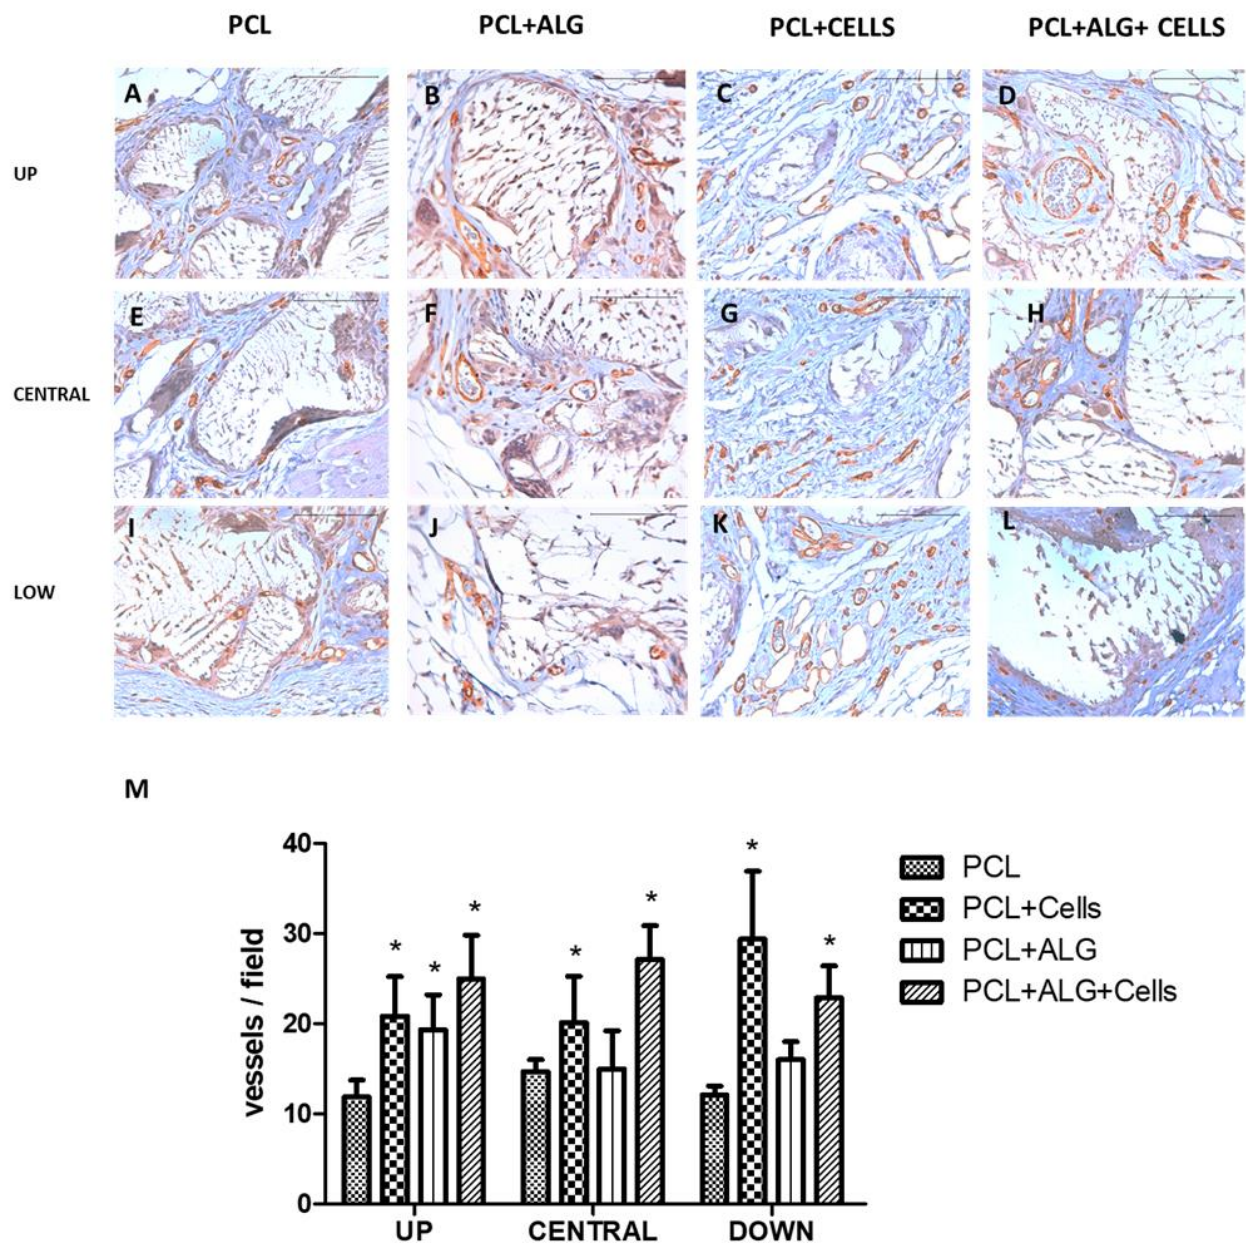 PCL PCL+ALG PCL+CELLS PCL+ALG+ CELLS
A B C D
UP
E F G H
CENTRAL
I J K L
LOW
M
40
30
20
10
0
vessels / field
* * *
* *
* *
UP CENTRAL DOWN
PCL
PCL+Cells
PCL+ALG
PCL+ALG+Cells